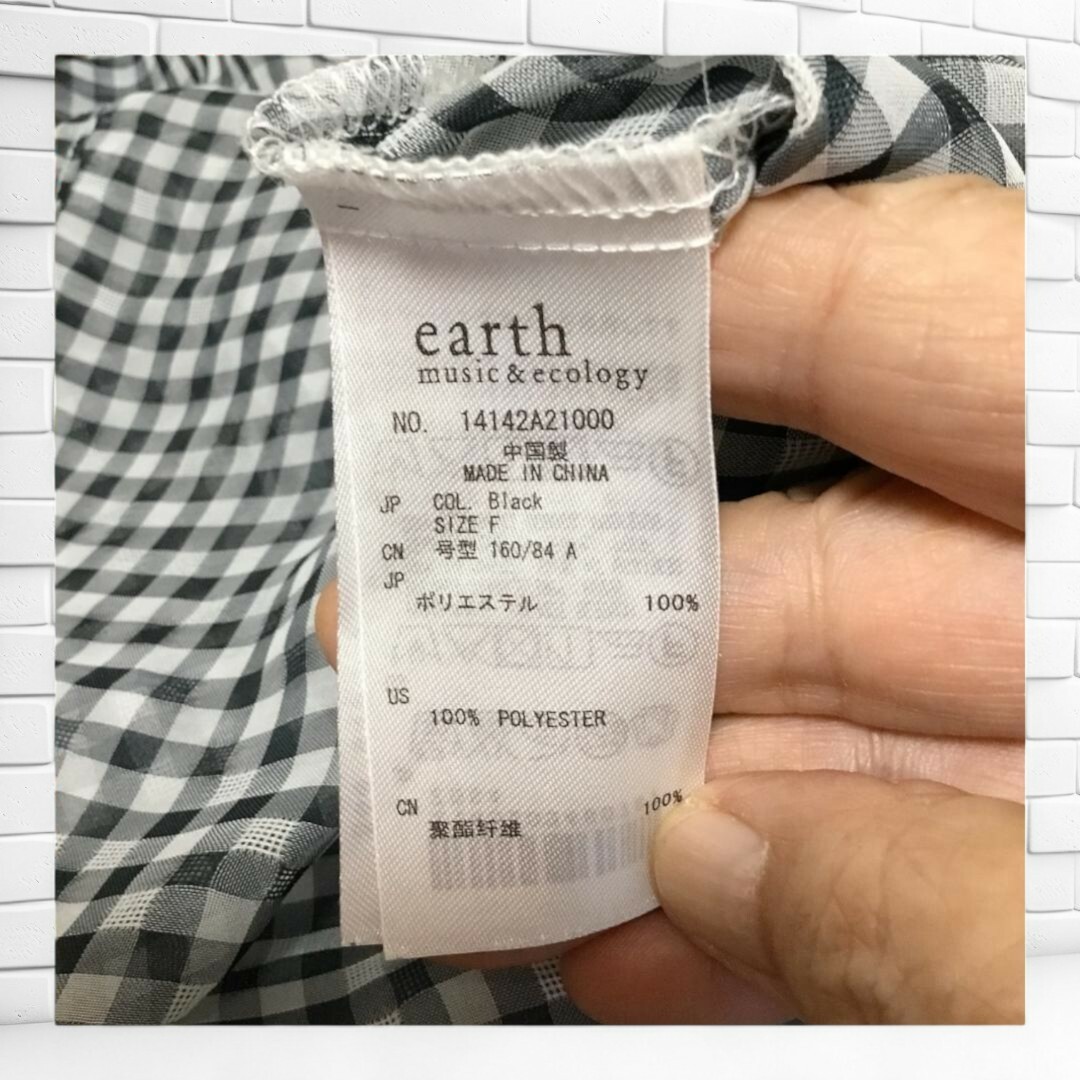 earth
music&ecology
NO. 14142A21000
中国製
MADE IN CHINA
JP COL. Black
SIZE F
CN 号型 160/84 A
JP
ポリエステル 100%
US
100% POLYESTER
CN 100%
聚酯纤维